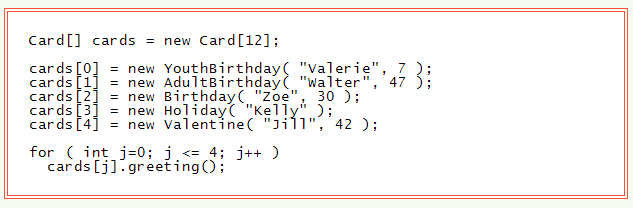 Card[] cards = new Card[12];
cards[0] = new YouthBirthday( "Valerie", 7 );
cards[1] = new AdultBirthday( "Walter", 47 );
cards[2] = new Birthday( "Zoe", 30 );
cards[3] = new Holiday( "Kelly" );
cards[4] = new Valentine( "Jill", 42 );
for ( int j=0; j <= 4; j++ )
  cards[j].greeting();